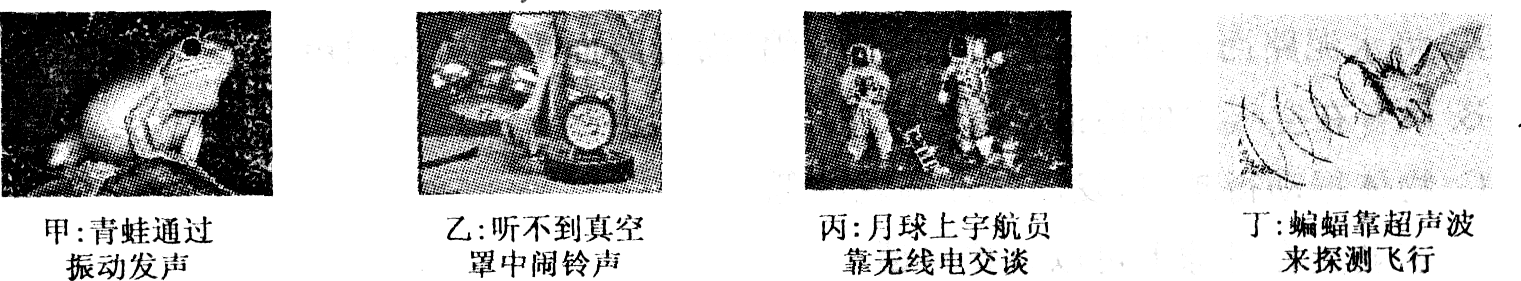 甲:青蛙通过
振动发声
乙:听不到真空
罩中闹铃声
丙:月球上宇航员
靠无线电交谈
丁:蝙蝠靠超声波
来探测飞行